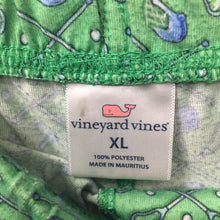 vineyard vines®
XL
100% POLYESTER
MADE IN MAURITIUS